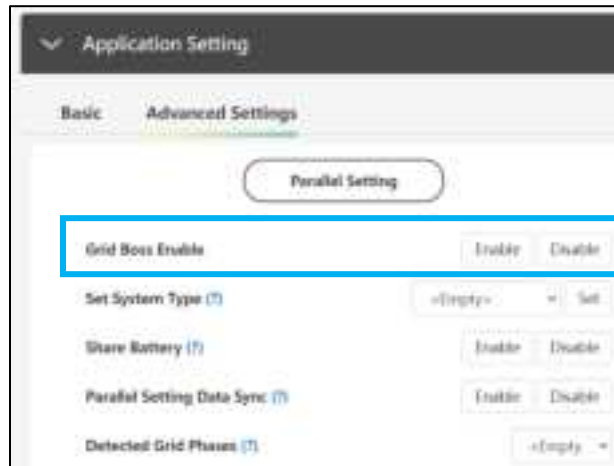 Application Setting
Basic Advanced Settings
Parallel Setting
Grid Boss Enable Enable Disable
Set System Type (?) <Empty> Set
Share Battery (?) Enable Disable
Parallel Setting Data Sync (?) Enable Disable
Detected Grid Phases (?) <Empty